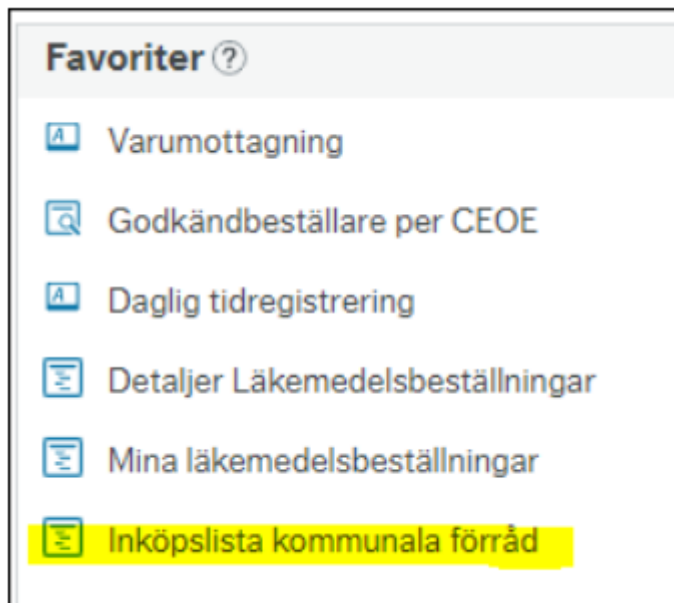 Favoriter ?
Varumottagning
Godkändbeställare per CEOE
Daglig tidregistrering
Detaljer Läkemedelsbeställningar
Mina läkemedelsbeställningar
Inköpslista kommunala förråd